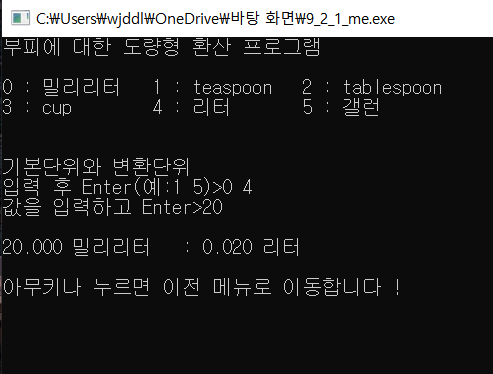 C:₩Users₩wjddl₩OneDrive₩바탕 화면₩9_2_1_me.exe
부피에 대한 도량형 환산 프로그램
0 : 밀리리터 1 : teaspoon 2 : tablespoon
3 : cup 4 : 리터 5 : 갤런
기본단위와 변환단위
입력 후 Enter(예:1 5)>0 4
값을 입력하고 Enter>20
20.000 밀리리터 : 0.020 리터
아무키나 누르면 이전 메뉴로 이동합니다 !